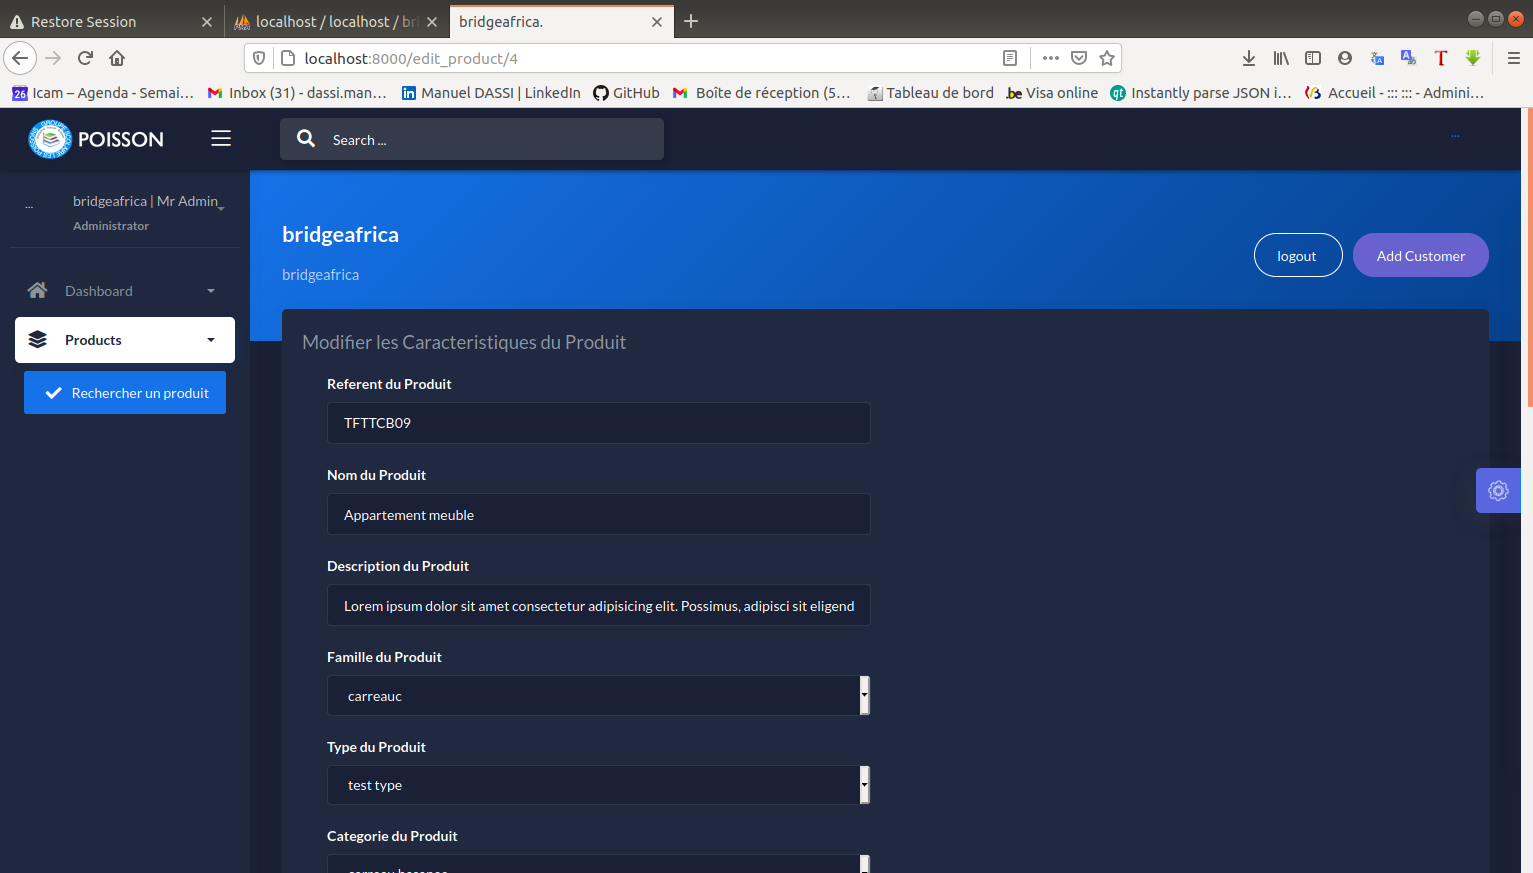 Restore Session
localhost / localhost / bri
bridgeafrica.
localhost:8000/edit_product/4
26 Icam – Agenda - Semai…
Inbox (31) - dassi.man…
in Manuel DASSI | LinkedIn
GitHub
Boîte de réception (5…
Tableau de bord
.be Visa online
qt Instantly parse JSON i…
Accueil - ::: ::: - Admini…
POISSON
Search ...
...
...
bridgeafrica | Mr Admin
Administrator
Dashboard
Products
Rechercher un produit
bridgeafrica
bridgeafrica
logout
Add Customer
Modifier les Caracteristiques du Produit
Referent du Produit
TFTTCB09
Nom du Produit
Appartement meuble
Description du Produit
Lorem ipsum dolor sit amet consectetur adipisicing elit. Possimus, adipisci sit eligend
Famille du Produit
carreauc
Type du Produit
test type
Categorie du Produit